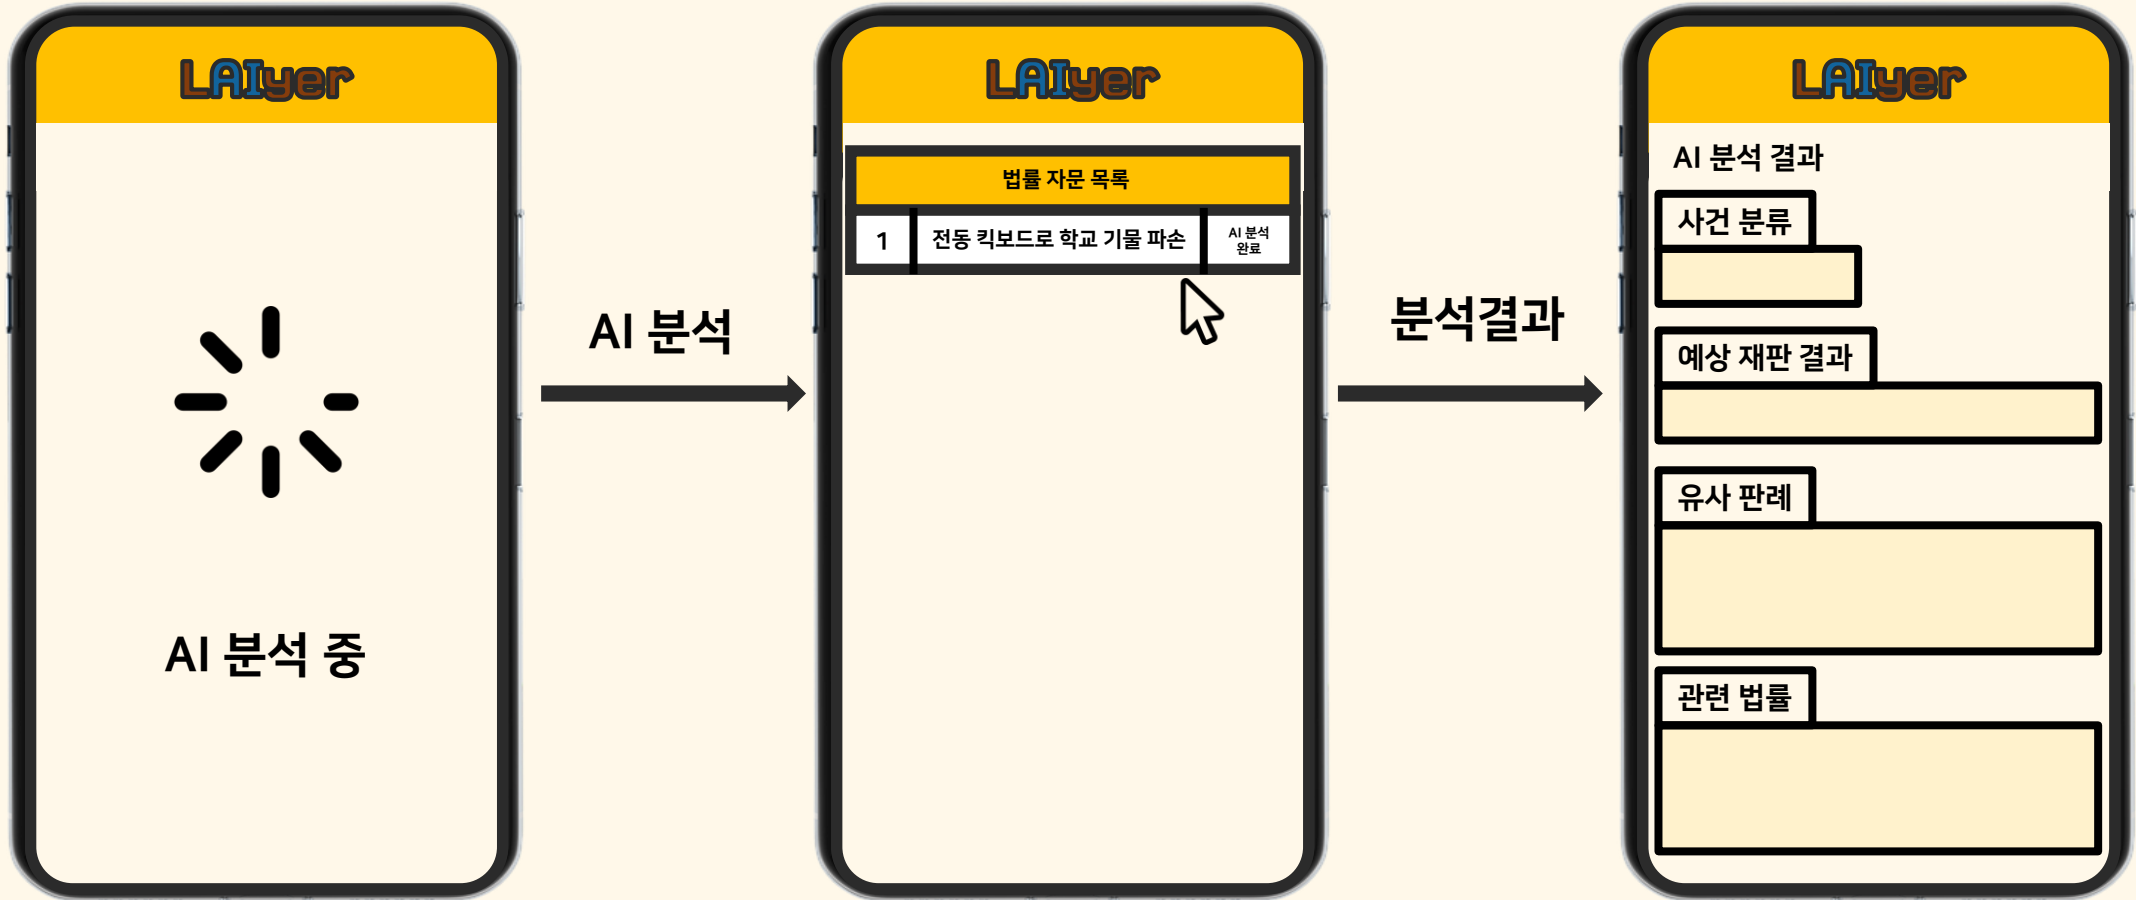 LAIyer
AI 분석 중
AI 분석
LAIyer
법률 자문 목록
1
전동 킥보드로 학교 기물 파손
AI 분석
완료
분석결과
LAIyer
AI 분석 결과
사건 분류
예상 재판 결과
유사 판례
관련 법률